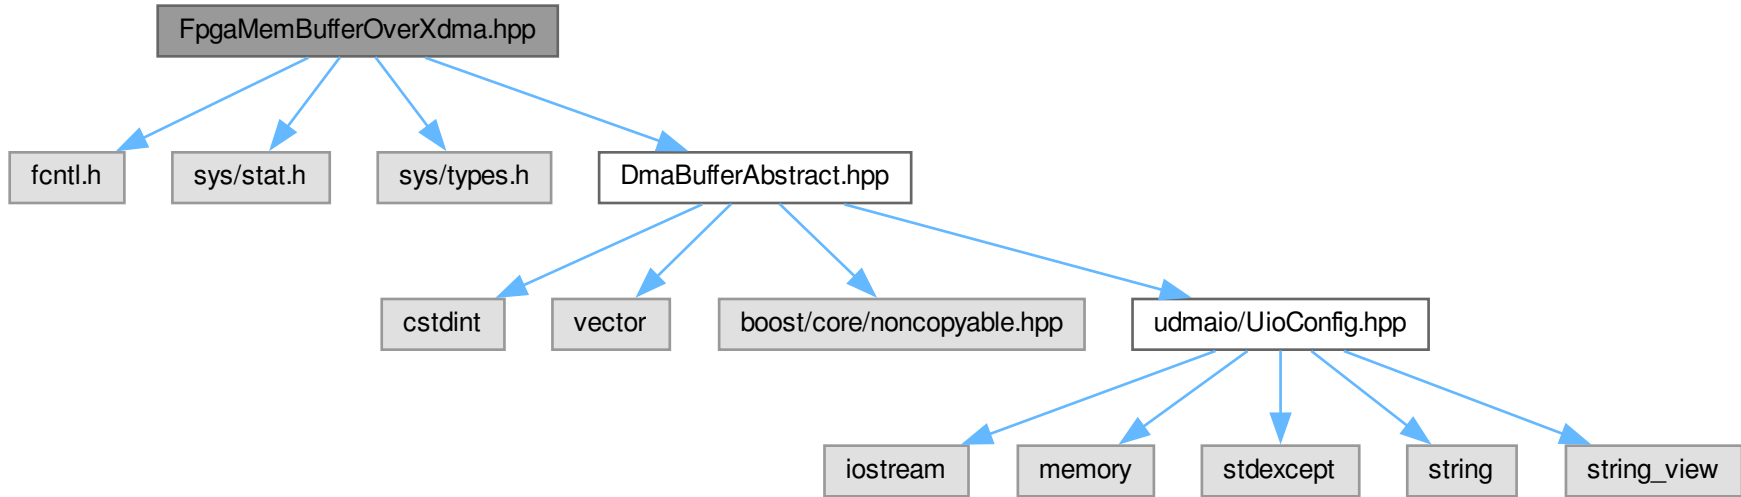 FpgaMemBufferOverXdma.hpp
fcntl.h
sys/stat.h
sys/types.h
DmaBufferAbstract.hpp
cstdint
vector
boost/core/noncopyable.hpp
udmaio/UioConfig.hpp
iostream
memory
stdexcept
string
string_view